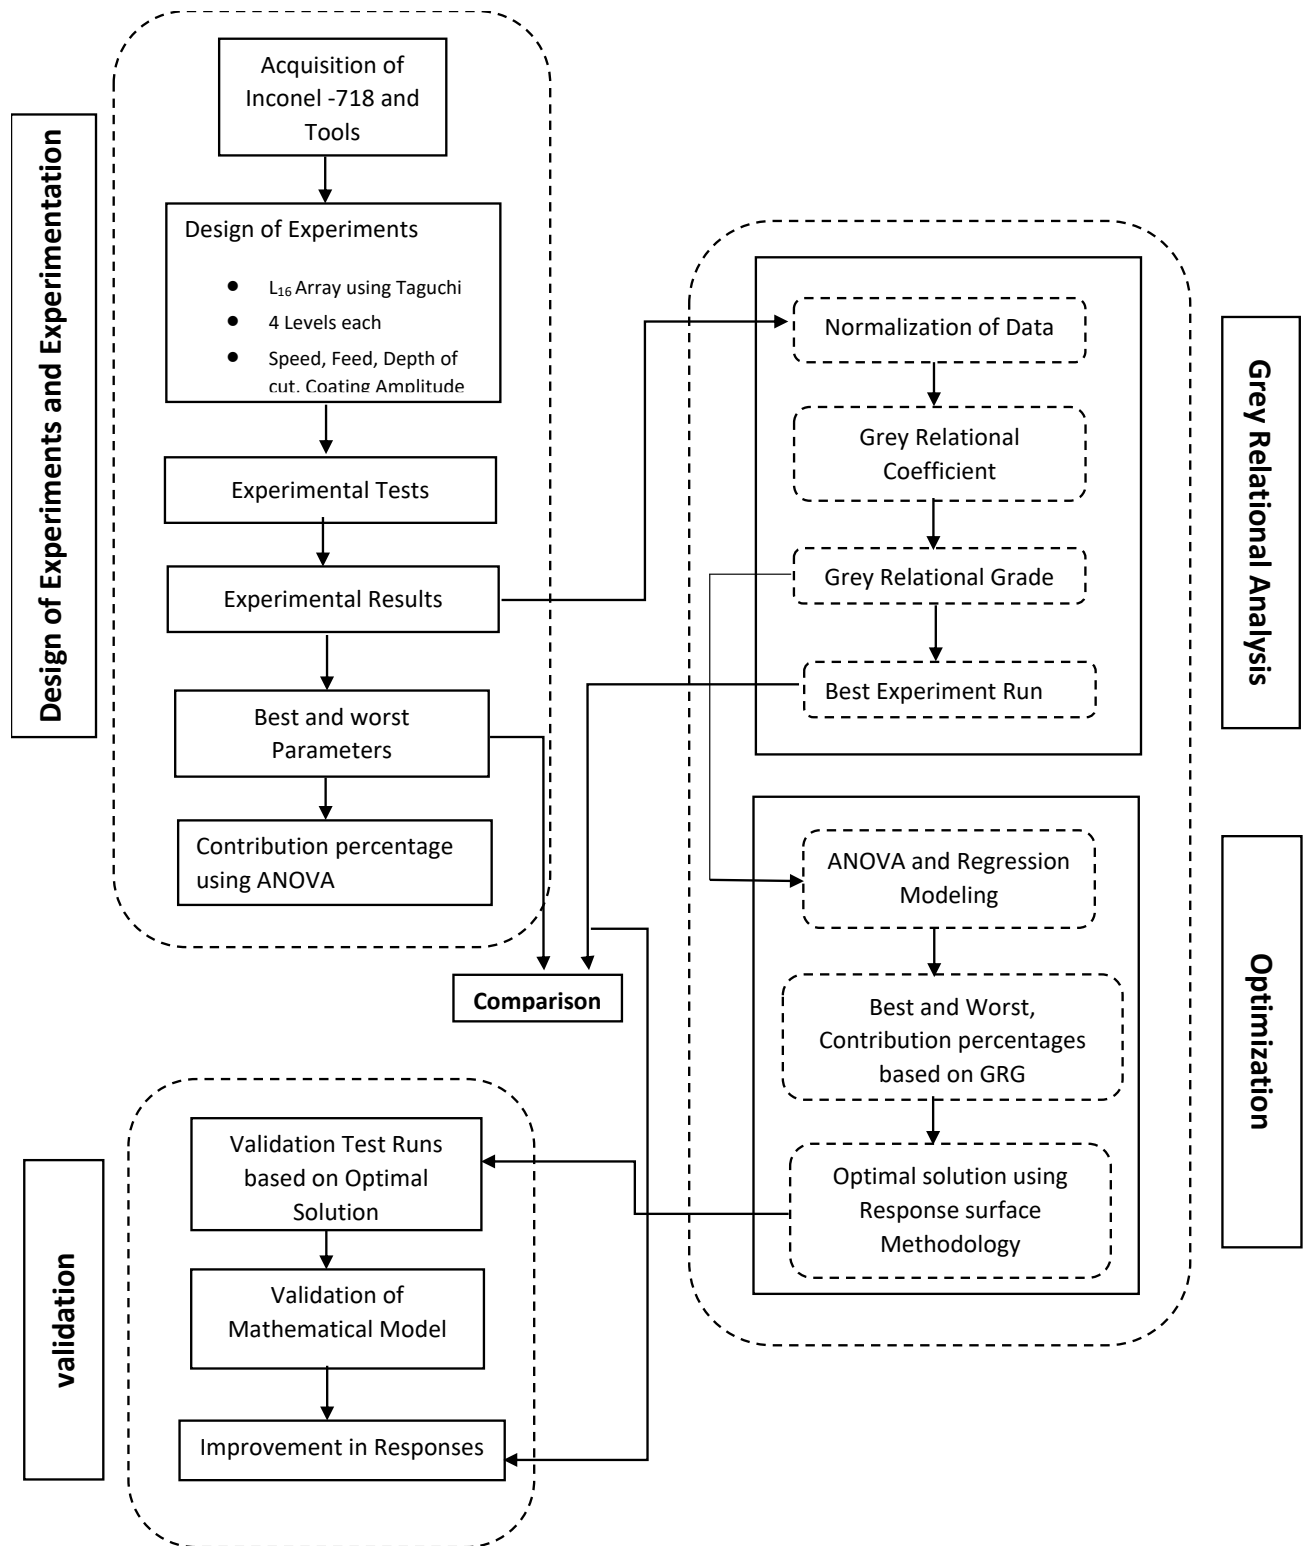 Design of Experiments and Experimentation
Acquisition of
Inconel -718 and
Tools
Design of Experiments
● L₁₆ Array using Taguchi
● 4 Levels each
● Speed, Feed, Depth of
cut. Coating Amplitude
Experimental Tests
Experimental Results
Best and worst
Parameters
Contribution percentage
using ANOVA
Comparison
Grey Relational Analysis
Normalization of Data
Grey Relational
Coefficient
Grey Relational Grade
Best Experiment Run
Optimization
ANOVA and Regression
Modeling
Best and Worst,
Contribution percentages
based on GRG
Optimal solution using
Response surface
Methodology
validation
Validation Test Runs
based on Optimal
Solution
Validation of
Mathematical Model
Improvement in Responses